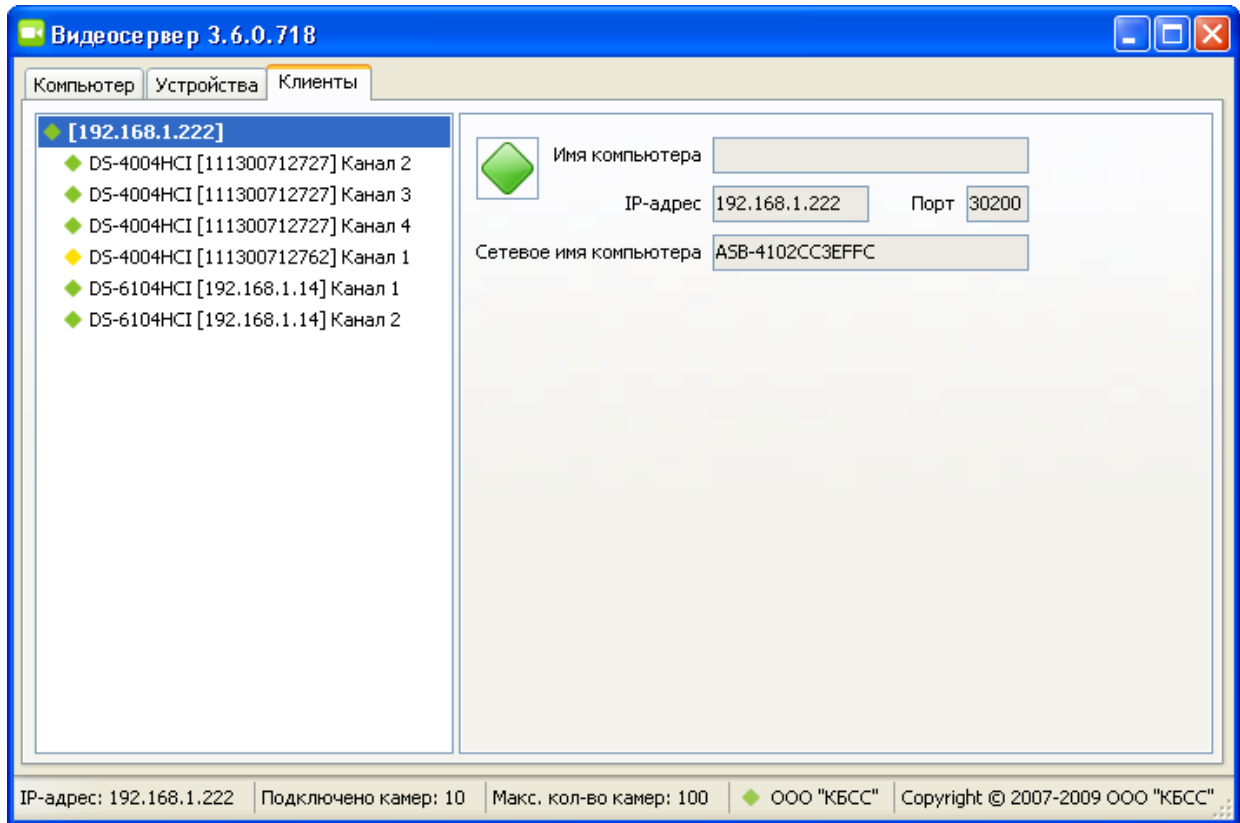 Видеосервер 3.6.0.718
Компьютер Устройства Клиенты
[192.168.1.222]
DS-4004HCI [111300712727] Канал 2
DS-4004HCI [111300712727] Канал 3
DS-4004HCI [111300712727] Канал 4
DS-4004HCI [111300712762] Канал 1
DS-6104HCI [192.168.1.14] Канал 1
DS-6104HCI [192.168.1.14] Канал 2
Имя компьютера
IP-адрес 192.168.1.222 Порт 30200
Сетевое имя компьютера ASB-4102CC3EFFC
IP-адрес: 192.168.1.222 Подключено камер: 10 Макс. кол-во камер: 100 ООО "КБСС" Copyright © 2007-2009 ООО "КБСС"